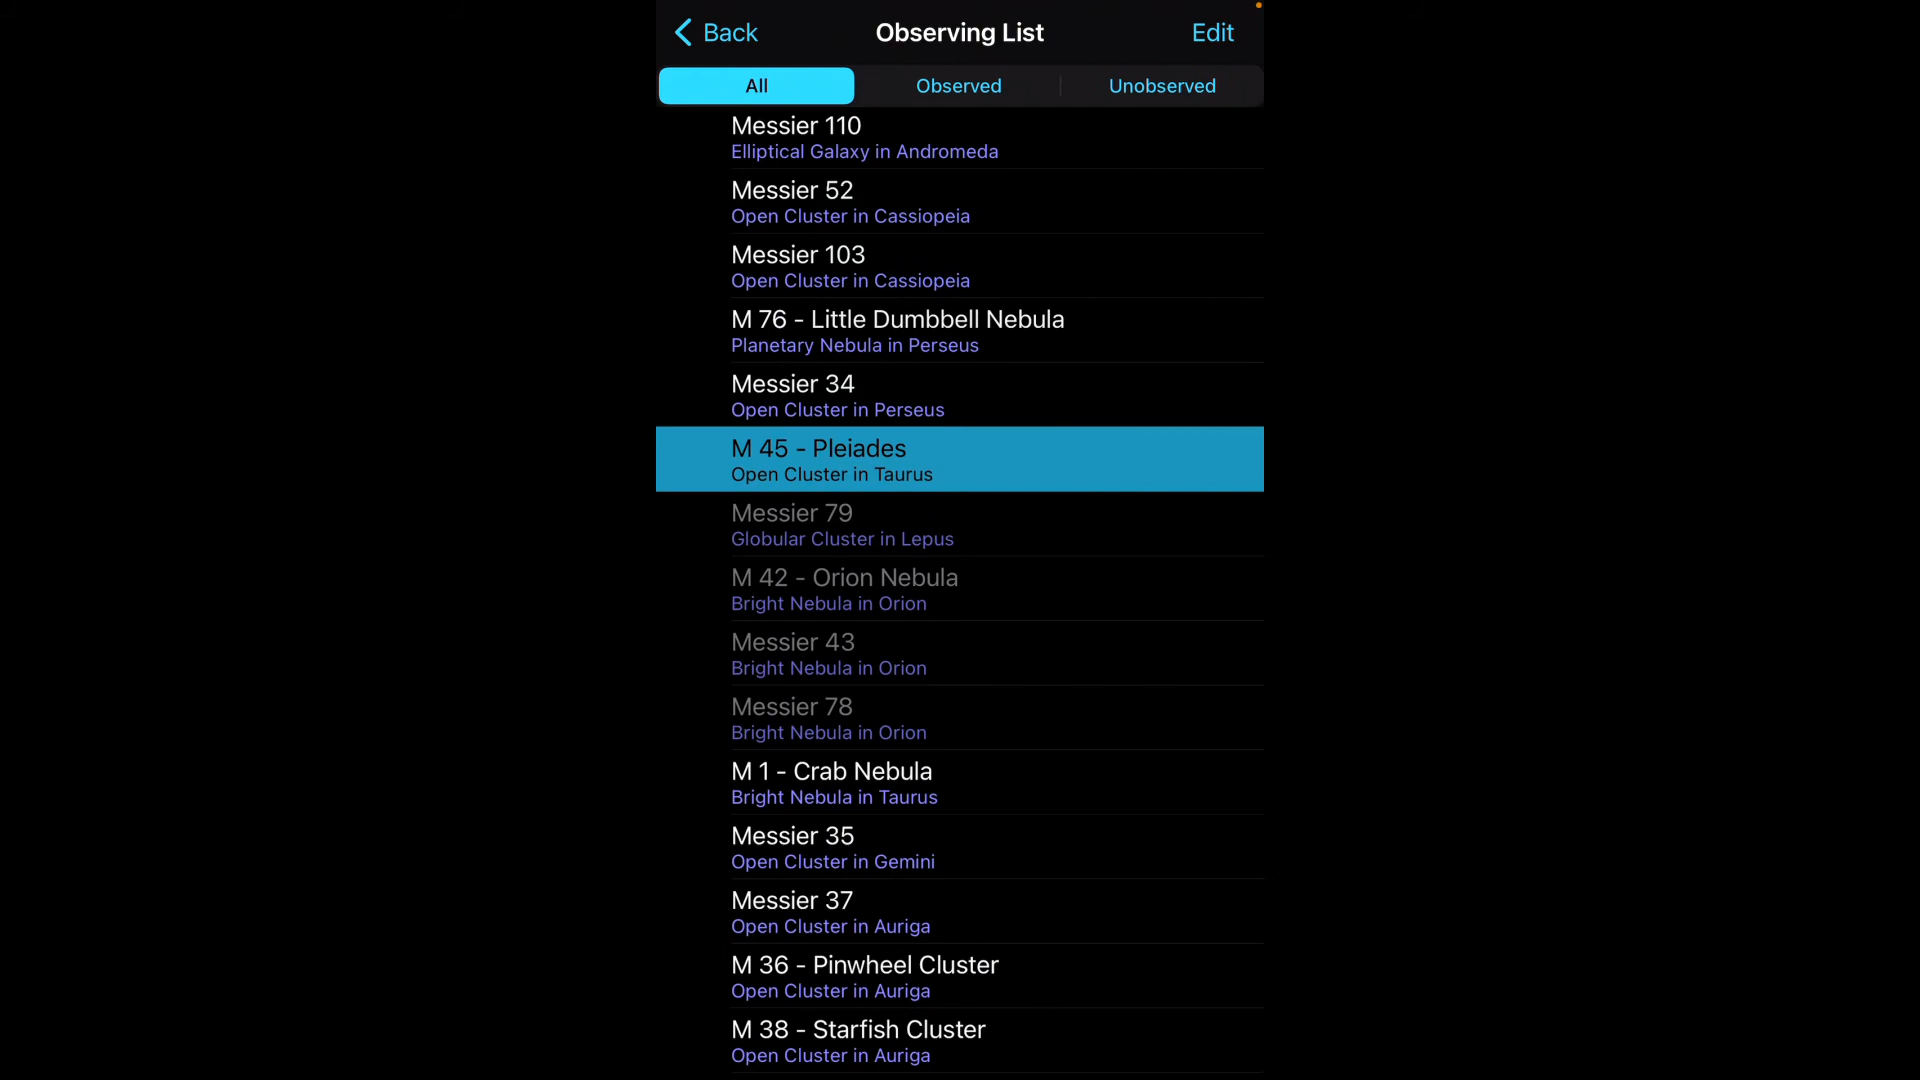 Back
Observing List
Edit
All
Observed
Unobserved
Messier 110
Elliptical Galaxy in Andromeda
Messier 52
Open Cluster in Cassiopeia
Messier 103
Open Cluster in Cassiopeia
M 76 - Little Dumbbell Nebula
Planetary Nebula in Perseus
Messier 34
Open Cluster in Perseus
M 45 - Pleiades
Open Cluster in Taurus
Messier 79
Globular Cluster in Lepus
M 42 - Orion Nebula
Bright Nebula in Orion
Messier 43
Bright Nebula in Orion
Messier 78
Bright Nebula in Orion
M 1 - Crab Nebula
Bright Nebula in Taurus
Messier 35
Open Cluster in Gemini
Messier 37
Open Cluster in Auriga
M 36 - Pinwheel Cluster
Open Cluster in Auriga
M 38 - Starfish Cluster
Open Cluster in Auriga